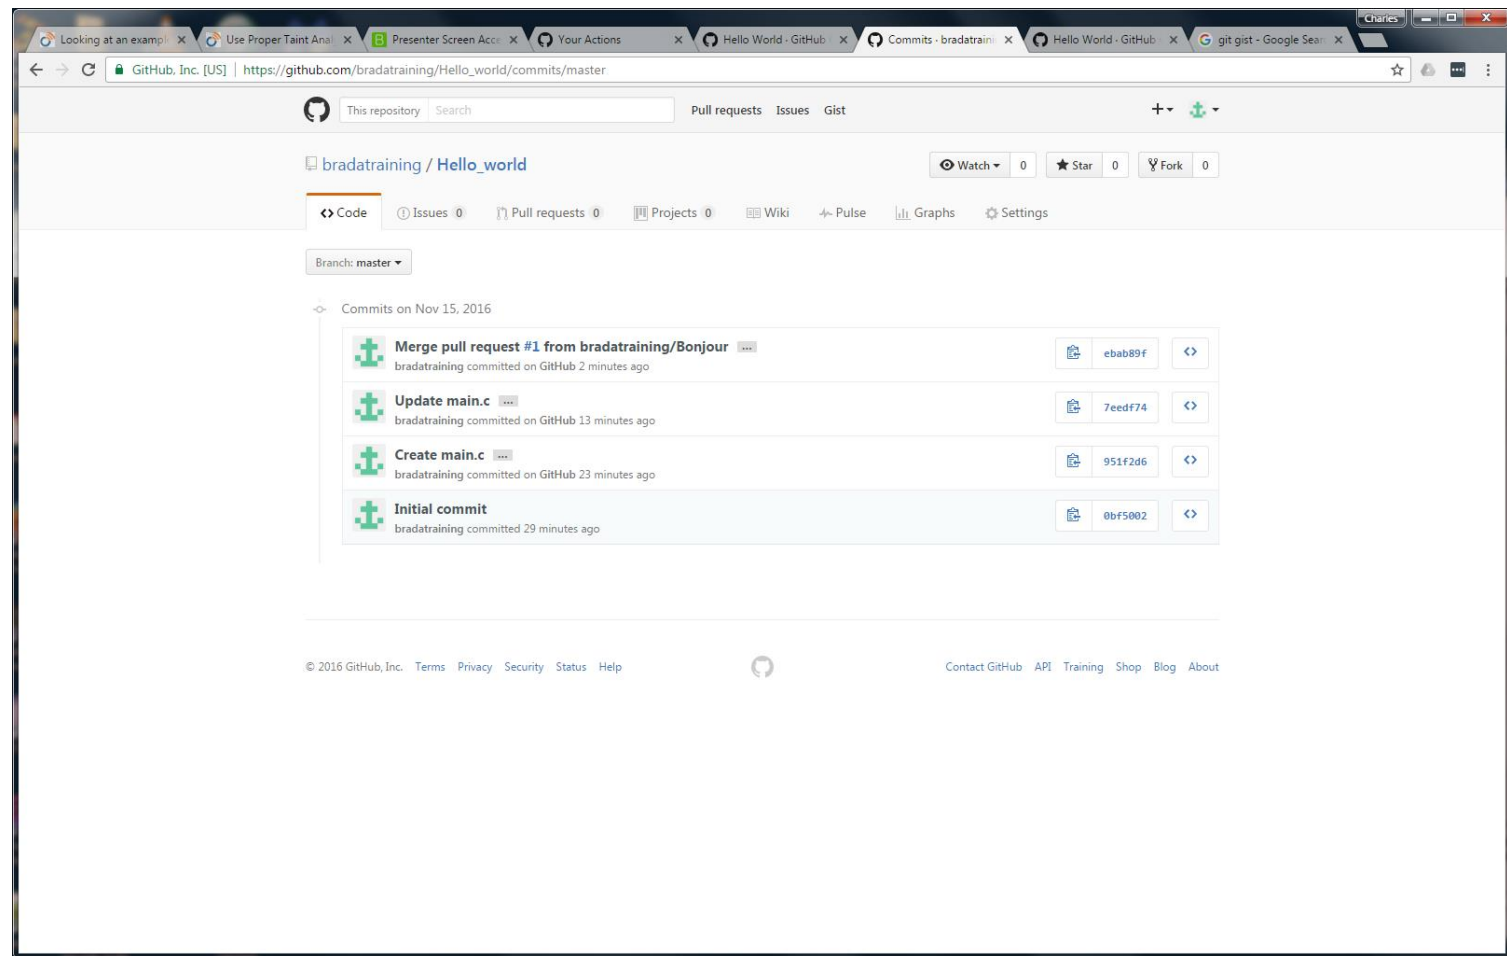 Charles
Looking at an exampl
Use Proper Taint Anal
Presenter Screen Acce
Your Actions
Hello World · GitHub
Commits · bradatraini
Hello World · GitHub
git gist - Google Sear
GitHub, Inc. [US] https://github.com/bradatraining/Hello_world/commits/master
This repository Search Pull requests Issues Gist
bradatraining / Hello_world Watch 0 Star 0 Fork 0
Code Issues 0 Pull requests 0 Projects 0 Wiki Pulse Graphs Settings
Branch: master
Commits on Nov 15, 2016
Merge pull request #1 from bradatraining/Bonjour ...
bradatraining committed on GitHub 2 minutes ago
ebab89f
Update main.c ...
bradatraining committed on GitHub 13 minutes ago
7eedf74
Create main.c ...
bradatraining committed on GitHub 23 minutes ago
951f2d6
Initial commit
bradatraining committed 29 minutes ago
0bf5002
© 2016 GitHub, Inc. Terms Privacy Security Status Help Contact GitHub API Training Shop Blog About